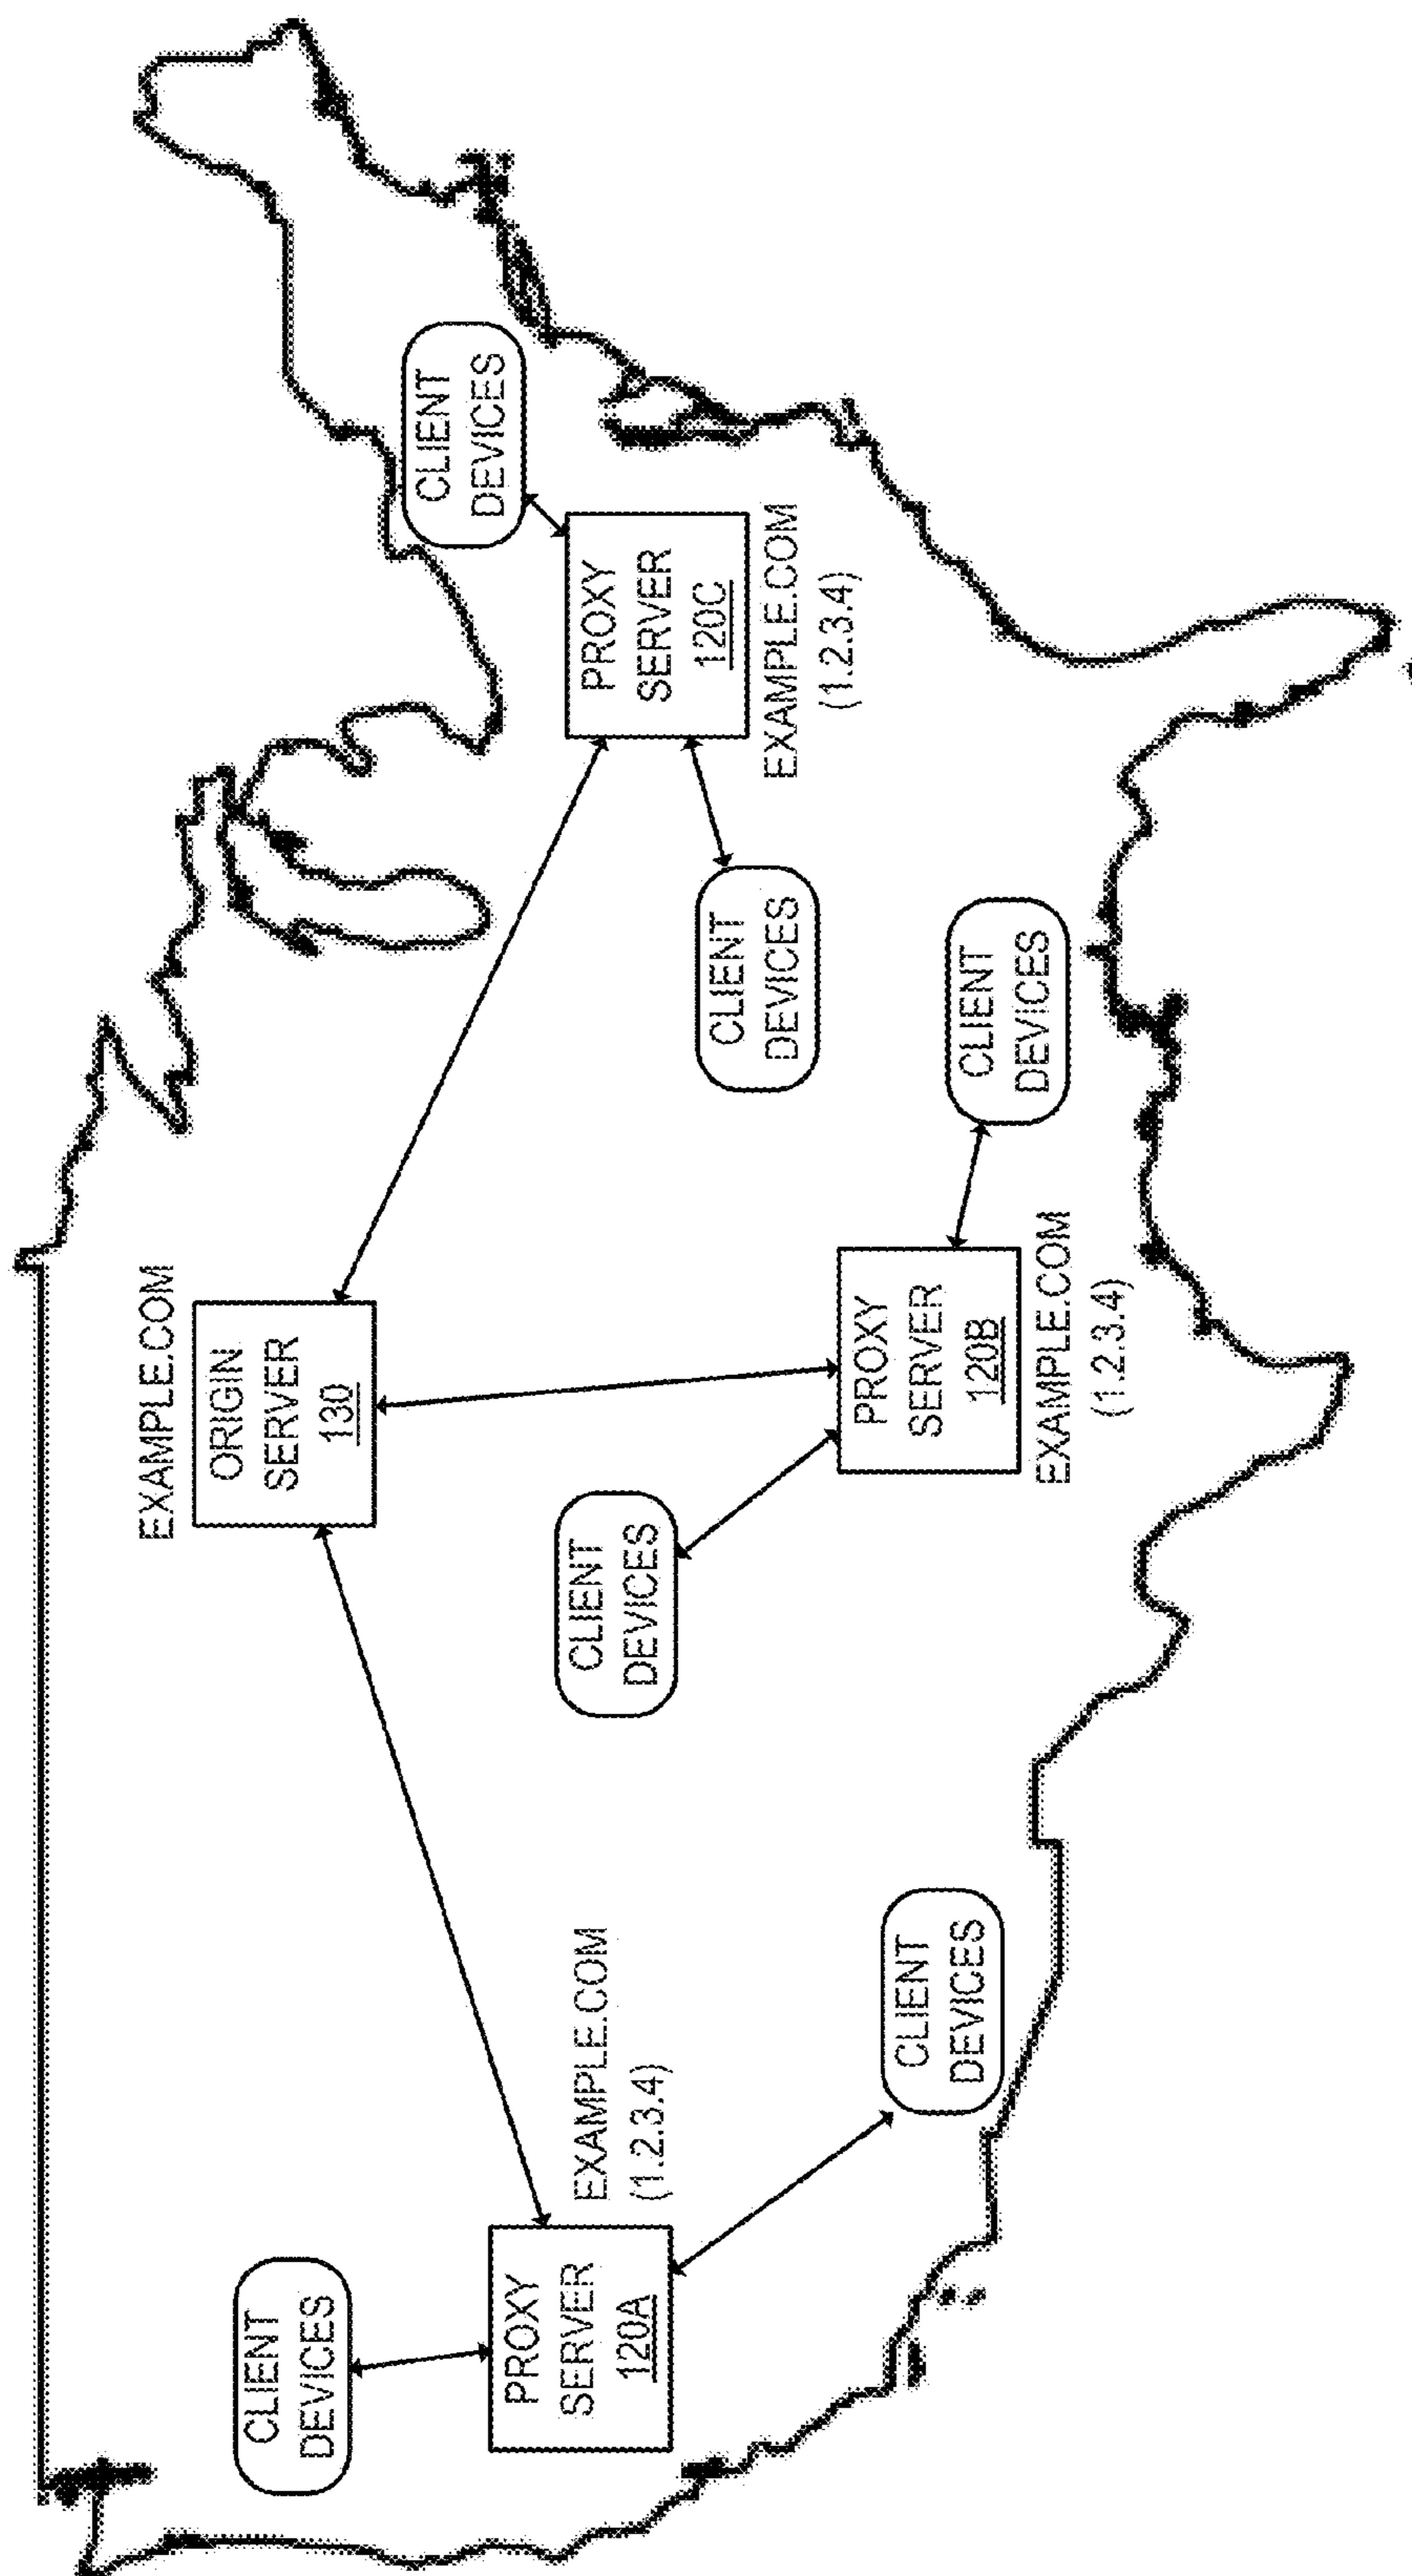 EXAMPLE.COM
ORIGIN
SERVER
130
CLIENT
DEVICES
PROXY
SERVER
120A
EXAMPLE.COM
(1.2.3.4)
CLIENT
DEVICES
CLIENT
DEVICES
PROXY
SERVER
120B
EXAMPLE.COM
(1.2.3.4)
CLIENT
DEVICES
CLIENT
DEVICES
PROXY
SERVER
120C
EXAMPLE.COM
(1.2.3.4)
CLIENT
DEVICES